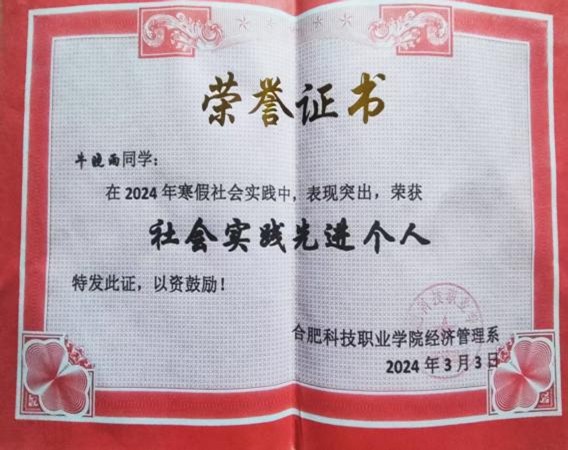 荣誉证书
牛晓雨同学：
在 2024 年寒假社会实践中，表现突出，荣获
社会实践先进个人
特发此证，以资鼓励！
合肥科技职业学院经济管理系
2024 年 3 月 3 日